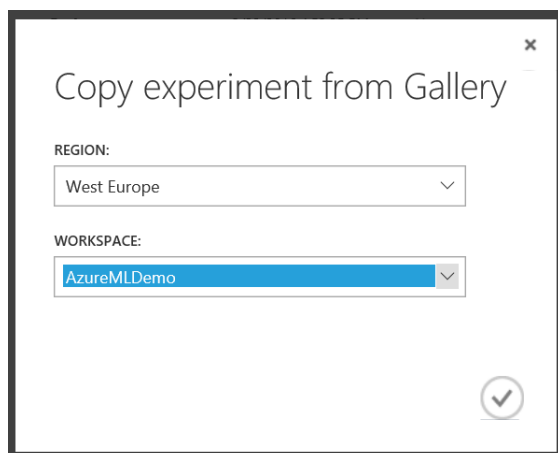 Copy experiment from Gallery
REGION:
West Europe
WORKSPACE:
AzureMLDemo